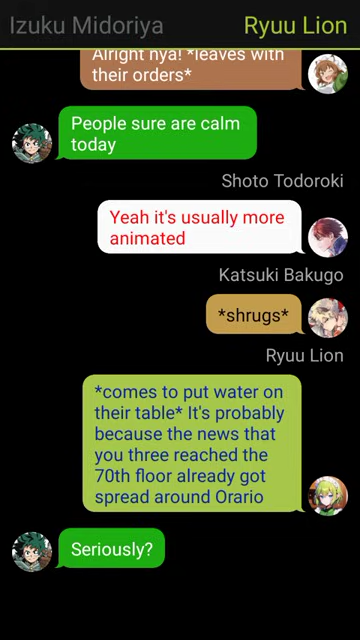 Izuku Midoriya Ryuu Lion
Alright nya! *leaves with
their orders*
People sure are calm
today
Shoto Todoroki
Yeah it's usually more
animated
Katsuki Bakugo
*shrugs*
Ryuu Lion
*comes to put water on
their table* It's probably
because the news that
you three reached the
70th floor already got
spread around Orario
Seriously?